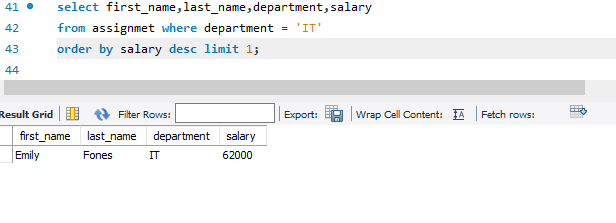 41 select first_name,last_name,department,salary
42 from assignmet where department = 'IT'
43 order by salary desc limit 1;
44
Result Grid Filter Rows: Export: Wrap Cell Content: Fetch rows:
first_name last_name department salary
Emily Fones IT 62000